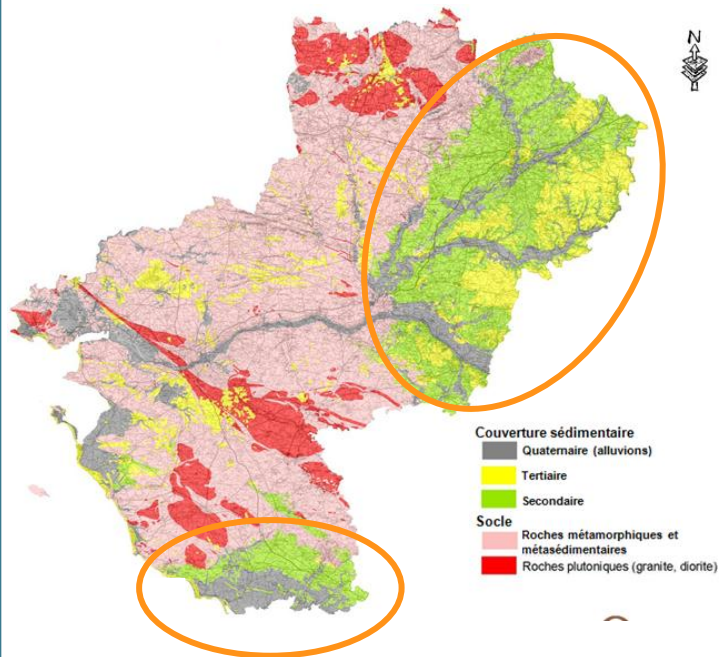 N
Couverture sédimentaire
Quaternaire (alluvions)
Tertiaire
Secondaire
Socle
Roches métamorphiques et
métasédimentaires
Roches plutoniques (granite, diorite)